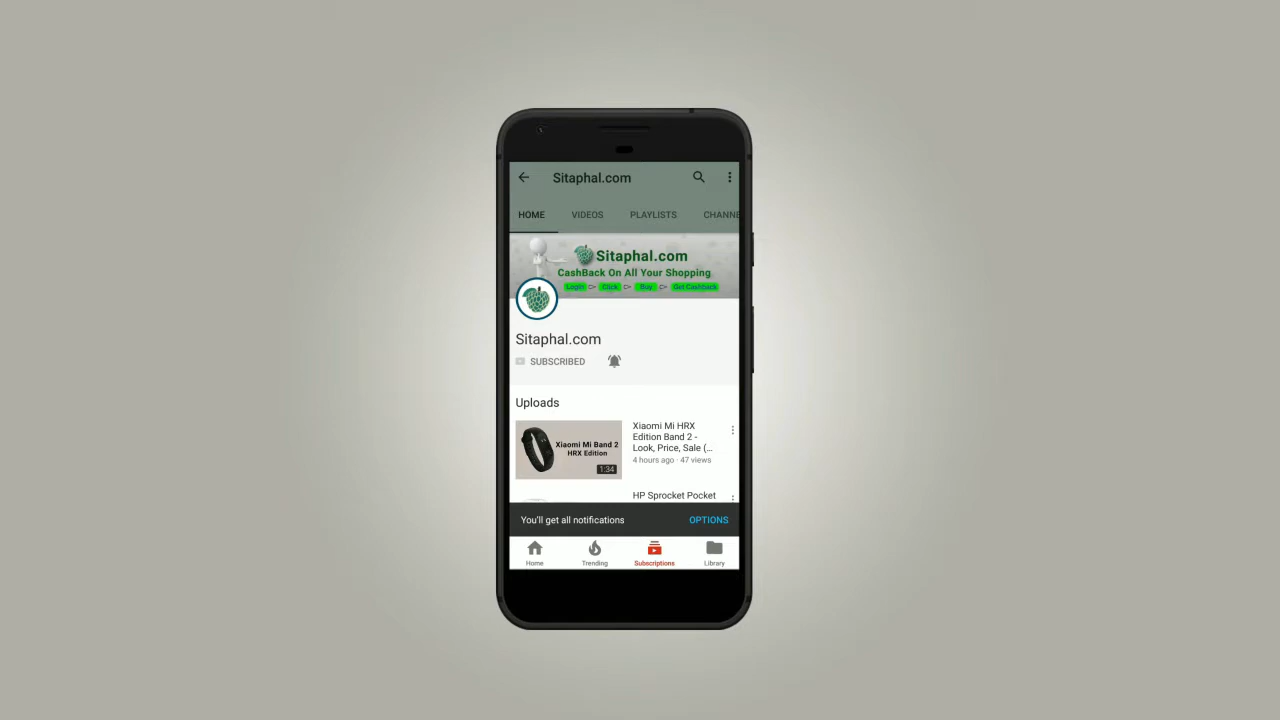 Sitaphal.com
HOME VIDEOS PLAYLISTS CHANNE
Sitaphal.com
CashBack On All Your Shopping
Login Click Buy Get Cashback
Sitaphal.com
SUBSCRIBED
Uploads
Xiaomi Mi Band 2
HRX Edition
1:34
Xiaomi Mi HRX
Edition Band 2 -
Look, Price, Sale (...
4 hours ago · 47 views
HP Sprocket Pocket
You'll get all notifications OPTIONS
Home Trending Subscriptions Library